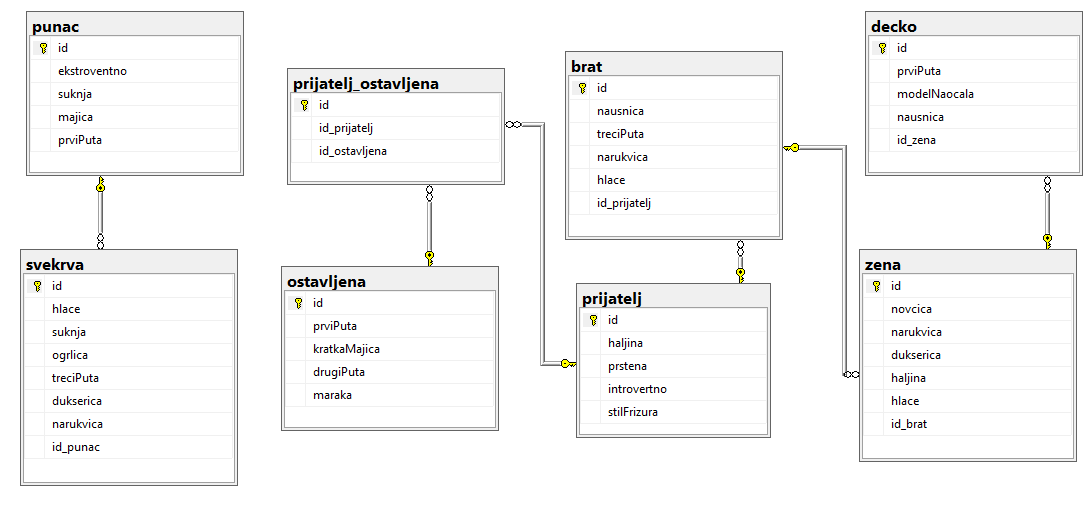 punac
id
ekstroventno
suknja
majica
prviPuta
svekrva
id
hlace
suknja
ogrlica
treciPuta
dukserica
narukvica
id_punac
prijatelj_ostavljena
id
id_prijatelj
id_ostavljena
ostavljena
id
prviPuta
kratkaMajica
drugiPuta
maraka
brat
id
nausnica
treciPuta
narukvica
hlace
id_prijatelj
prijatelj
id
haljina
prstena
introvertno
stilFrizura
decko
id
prviPuta
modelNaocala
nausnica
id_zena
zena
id
novcica
narukvica
dukserica
haljina
hlace
id_brat